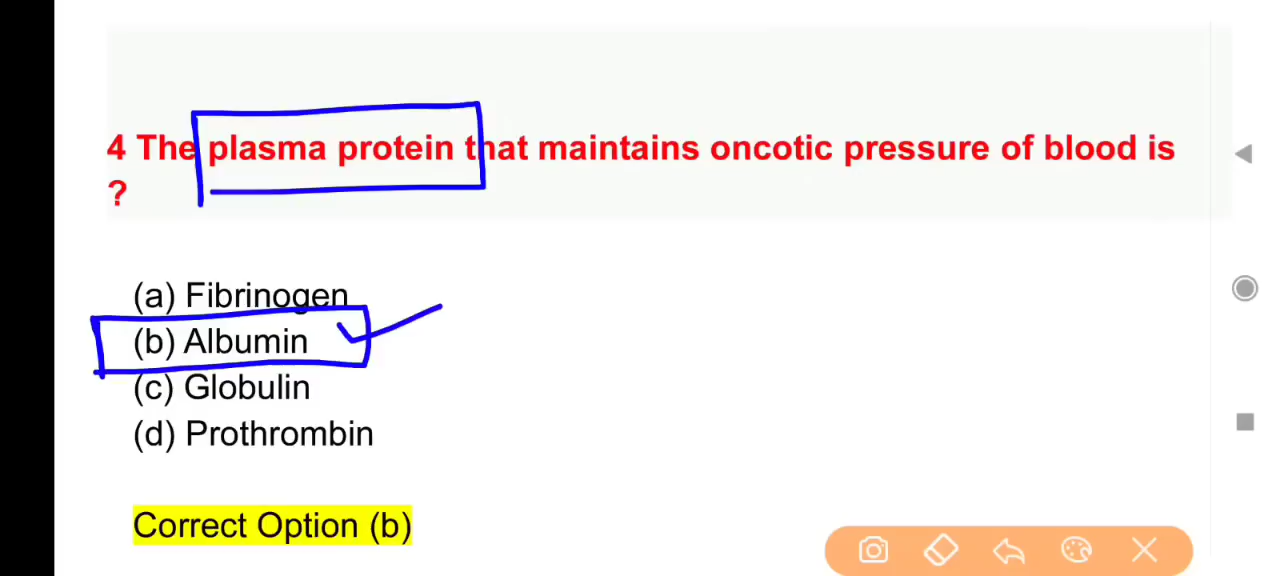 4 The plasma protein that maintains oncotic pressure of blood is
?
(a) Fibrinogen
(b) Albumin
(c) Globulin
(d) Prothrombin
Correct Option (b)